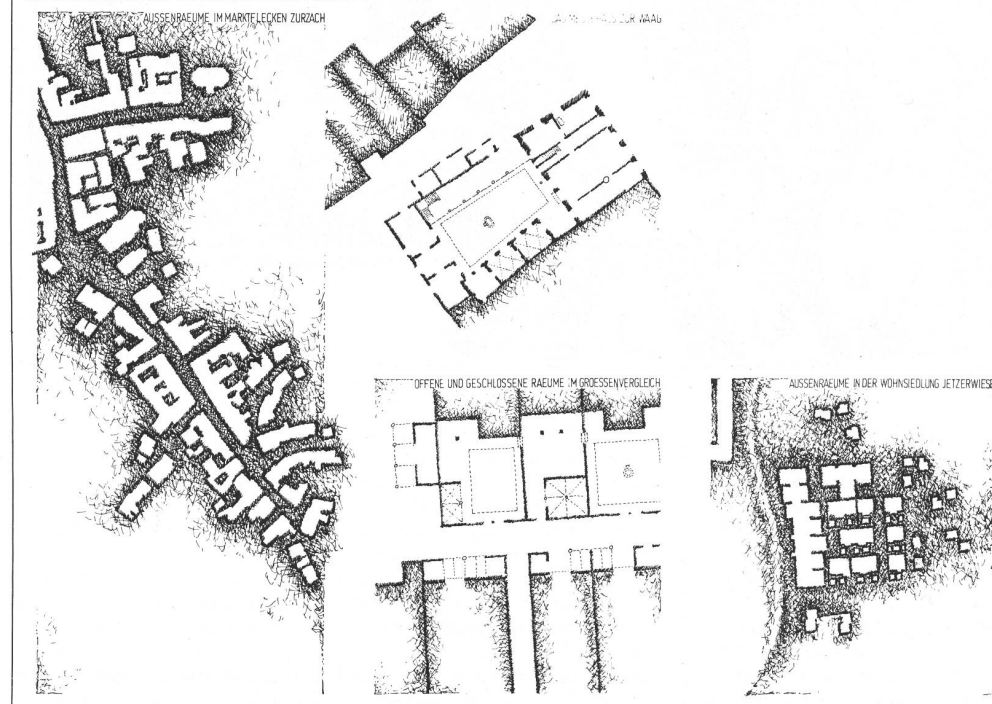 AUSSENRAEUME IM MARKTFLECKEN ZURZACH
ZUR WAAG
OFFENE UND GESCHLOSSENE RAEUME IM GROESSENVERGLEICH
AUSSENRAEUME IN DER WOHNSIEDLUNG JETZERWIESE